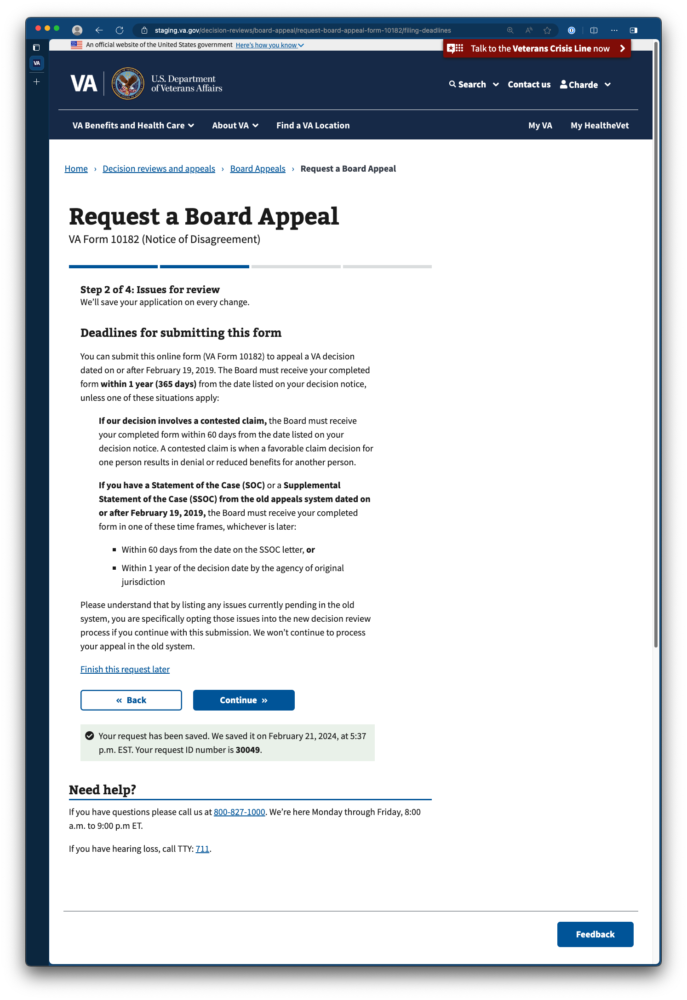 staging.va.gov/decision-reviews/board-appeal/request-board-appeal-form-10182/filing-deadlines
VA
An official website of the United States government Here's how you know
Talk to the Veterans Crisis Line now
VA
U.S. Department
of Veterans Affairs
Search Contact us Charde
VA Benefits and Health Care About VA Find a VA Location My VA My HealtheVet
Home › Decision reviews and appeals › Board Appeals › Request a Board Appeal
Request a Board Appeal
VA Form 10182 (Notice of Disagreement)
Step 2 of 4: Issues for review
We’ll save your application on every change.
Deadlines for submitting this form
You can submit this online form (VA Form 10182) to appeal a VA decision
dated on or after February 19, 2019. The Board must receive your completed
form within 1 year (365 days) from the date listed on your decision notice,
unless one of these situations apply:
If our decision involves a contested claim, the Board must receive
your completed form within 60 days from the date listed on your
decision notice. A contested claim is when a favorable claim decision for
one person results in denial or reduced benefits for another person.
If you have a Statement of the Case (SOC) or a Supplemental
Statement of the Case (SSOC) from the old appeals system dated on
or after February 19, 2019, the Board must receive your completed
form in one of these time frames, whichever is later:
▪ Within 60 days from the date on the SSOC letter, or
▪ Within 1 year of the decision date by the agency of original
jurisdiction
Please understand that by listing any issues currently pending in the old
system, you are specifically opting those issues into the new decision review
process if you continue with this submission. We won’t continue to process
your appeal in the old system.
Finish this request later
« Back Continue »
Your request has been saved. We saved it on February 21, 2024, at 5:37
p.m. EST. Your request ID number is 30049.
Need help?
If you have questions please call us at 800-827-1000. We’re here Monday through Friday, 8:00
a.m. to 9:00 p.m ET.
If you have hearing loss, call TTY: 711.
Feedback